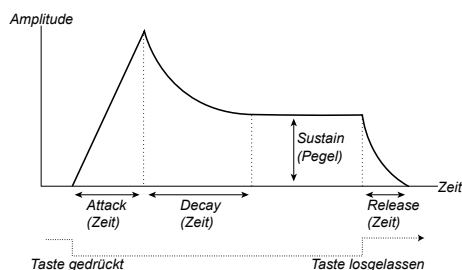 Amplitude
Sustain
(Pegel)
Zeit
Attack
(Zeit)
Decay
(Zeit)
Release
(Zeit)
Taste gedrückt
Taste losgelassen